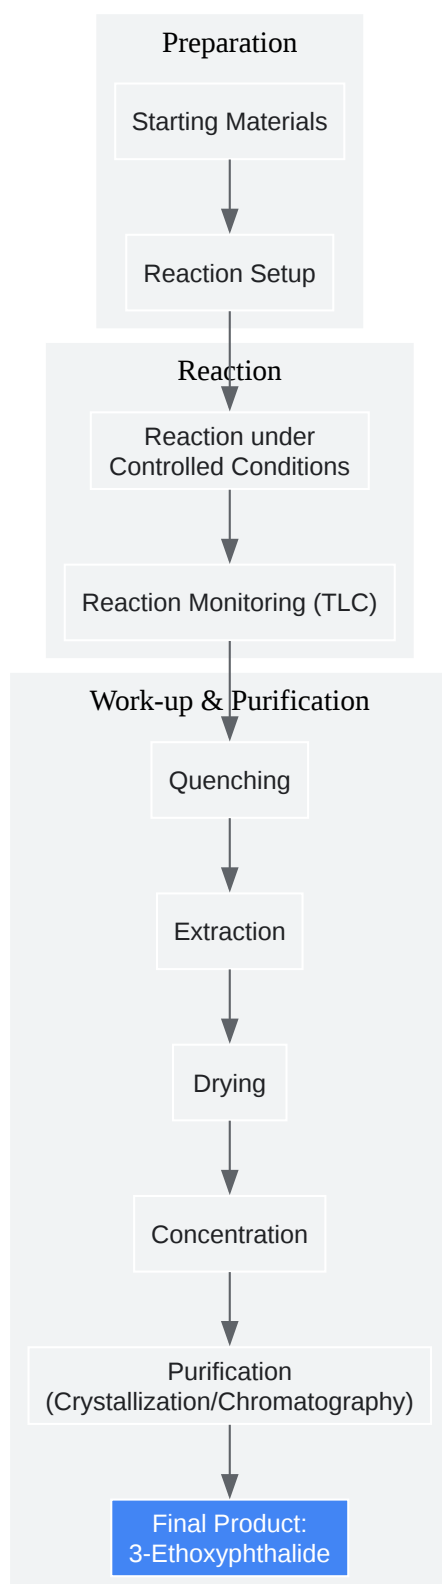 Preparation
Starting Materials
Reaction Setup
Reaction
Reaction under
Controlled Conditions
Reaction Monitoring (TLC)
Work-up & Purification
Quenching
Extraction
Drying
Concentration
Purification
(Crystallization/Chromatography)
Final Product:
3-Ethoxyphthalide